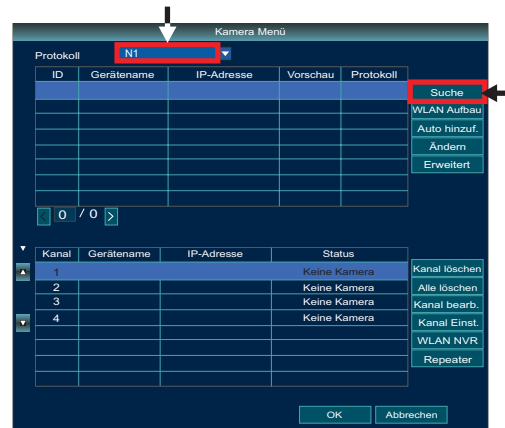 Kamera Menü
Protokoll N1
ID Gerätename IP-Adresse Vorschau Protokoll
Suche
WLAN Aufbau
Auto hinzuf.
Ändern
Erweitert
< 0 / 0 >
Kanal Gerätename IP-Adresse Status
1 Keine Kamera Kanal löschen
2 Keine Kamera Alle löschen
3 Keine Kamera Kanal bearb.
4 Keine Kamera Kanal Einst.
WLAN NVR
Repeater
OK Abbrechen